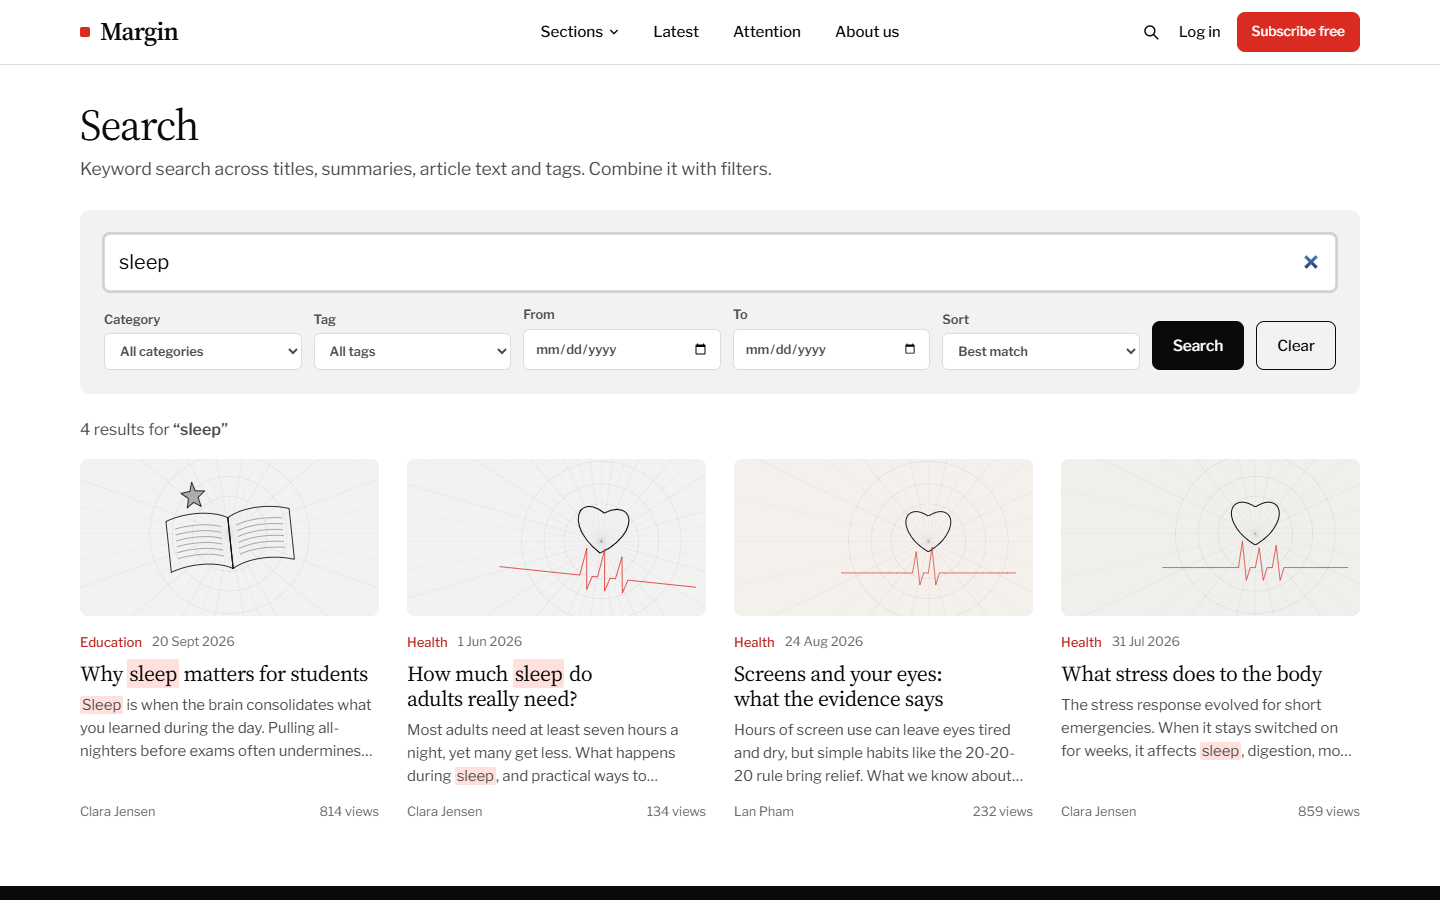 Margin
Sections
Latest
Attention
About us
Log in
Subscribe free
Search
Keyword search across titles, summaries, article text and tags. Combine it with filters.
sleep
Category
Tag
From
To
Sort
All categories
All tags
mm/dd/yyyy
mm/dd/yyyy
Best match
Search
Clear
4 results for “sleep”
Education 20 Sept 2026
Why sleep matters for students
Sleep is when the brain consolidates what
you learned during the day. Pulling all-
nighters before exams often undermines…
Clara Jensen
814 views
Health 1 Jun 2026
How much sleep do
adults really need?
Most adults need at least seven hours a
night, yet many get less. What happens
during sleep, and practical ways to…
Clara Jensen
134 views
Health 24 Aug 2026
Screens and your eyes:
what the evidence says
Hours of screen use can leave eyes tired
and dry, but simple habits like the 20-20-
20 rule bring relief. What we know about…
Lan Pham
232 views
Health 31 Jul 2026
What stress does to the body
The stress response evolved for short
emergencies. When it stays switched on
for weeks, it affects sleep, digestion, mo…
Clara Jensen
859 views